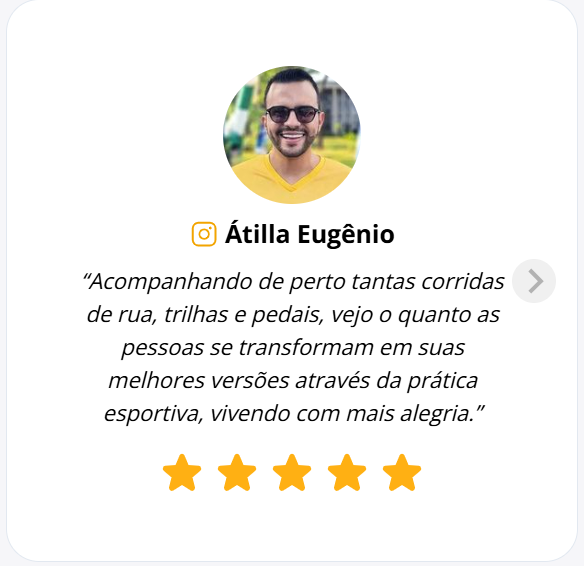 Átilla Eugênio
“Acompanhando de perto tantas corridas
de rua, trilhas e pedais, vejo o quanto as
pessoas se transformam em suas
melhores versões através da prática
esportiva, vivendo com mais alegria.”